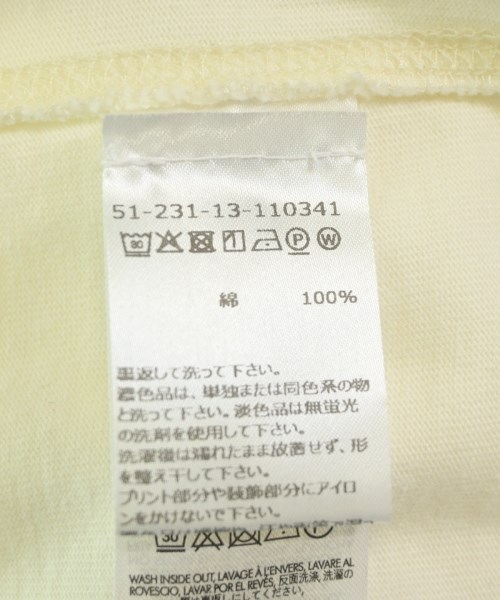 51-231-13-110341
P W
綿 100%
裏返して洗って下さい。
濃色品は、単独または同色系の物
と洗って下さい。淡色品は無蛍光
の洗剤を使用して下さい。
洗濯後は濡れたまま放置せず、形
を整え干して下さい。
プリント部分や装飾部分にアイロ
ンをかけないで下さい。
30
WASH INSIDE OUT, LAVAGE À L'ENVERS, LAVARE AL
ROVESCIO, LAVAR POR EL REVÉS, 反面洗涤, 洗濯の